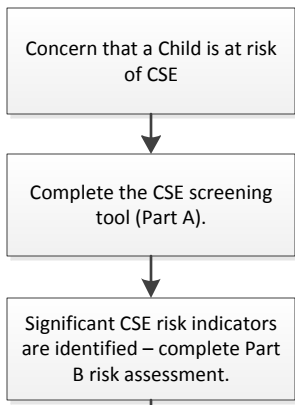 Concern that a Child is at risk
of CSE
Complete the CSE screening
tool (Part A).
Significant CSE risk indicators
are identified – complete Part
B risk assessment.